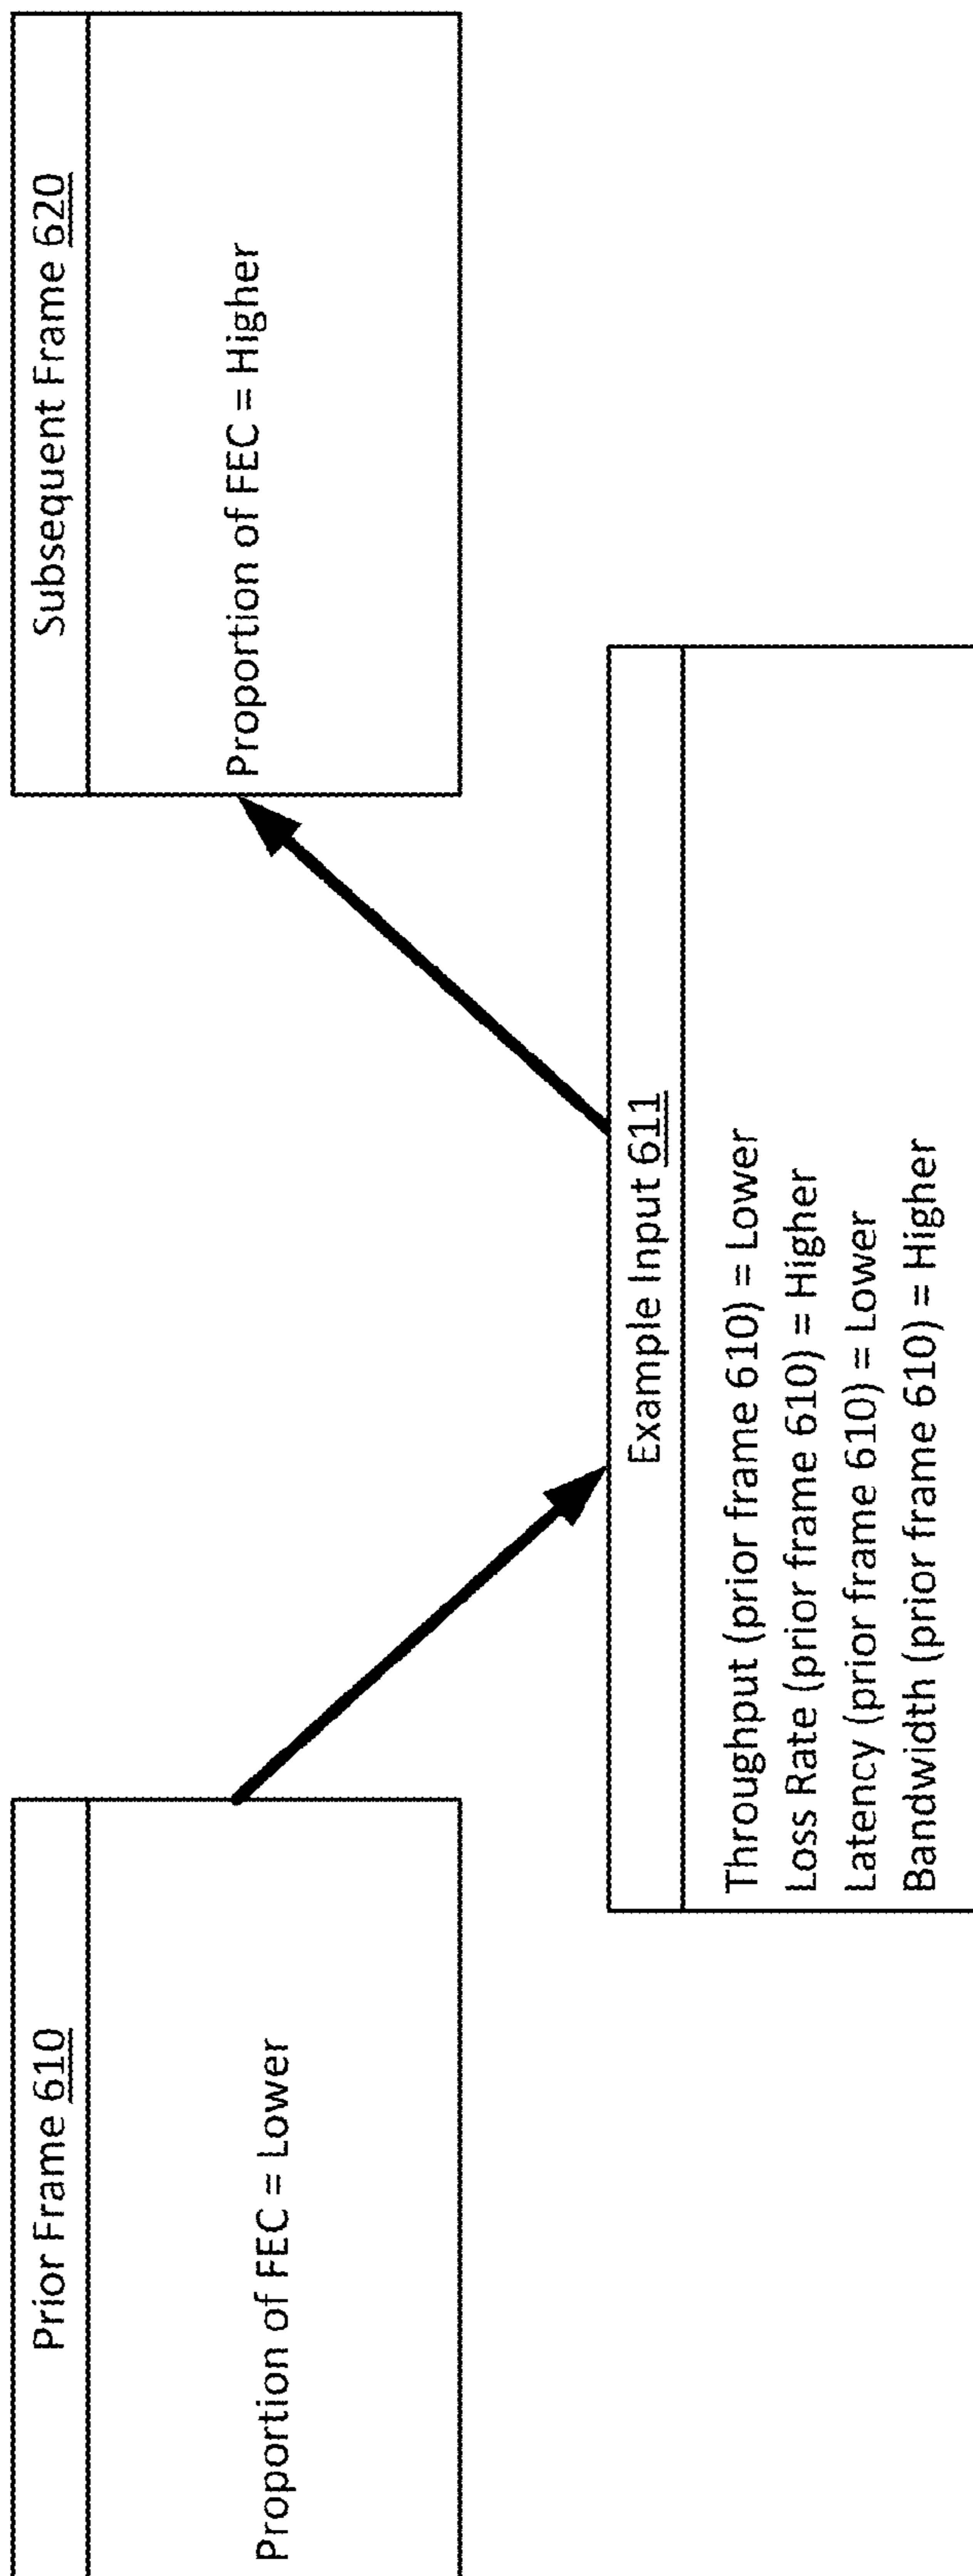 Prior Frame 610
Proportion of FEC = Lower
Example Input 611
Throughput (prior frame 610) = Lower
Loss Rate (prior frame 610) = Higher
Latency (prior frame 610) = Lower
Bandwidth (prior frame 610) = Higher
Subsequent Frame 620
Proportion of FEC = Higher